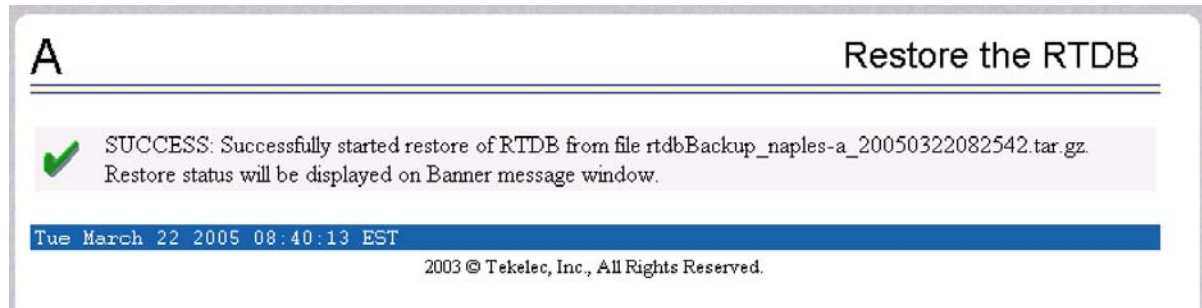 A
Restore the RTDB
SUCCESS: Successfully started restore of RTDB from file rtdbBackup_naples-a_20050322082542.tar.gz.
Restore status will be displayed on Banner message window.
Tue March 22 2005 08:40:13 EST
2003 © Tekelec, Inc., All Rights Reserved.